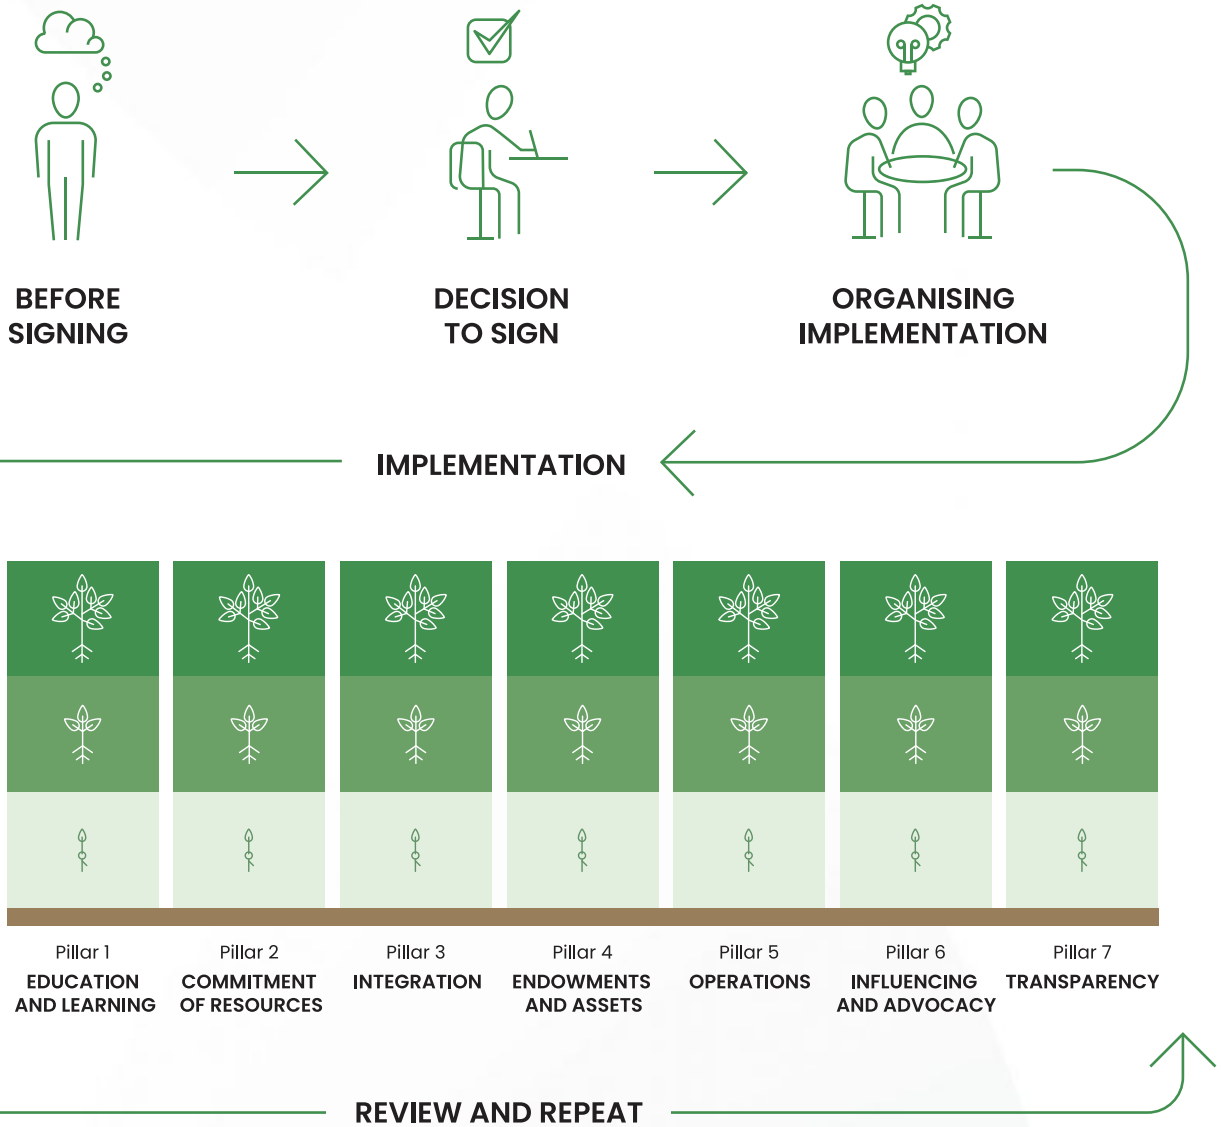 BEFORE
SIGNING
DECISION
TO SIGN
ORGANISING
IMPLEMENTATION
IMPLEMENTATION
Pillar 1
EDUCATION
AND LEARNING
Pillar 2
COMMITMENT
OF RESOURCES
Pillar 3
INTEGRATION
Pillar 4
ENDOWMENTS
AND ASSETS
Pillar 5
OPERATIONS
Pillar 6
INFLUENCING
AND ADVOCACY
Pillar 7
TRANSPARENCY
REVIEW AND REPEAT